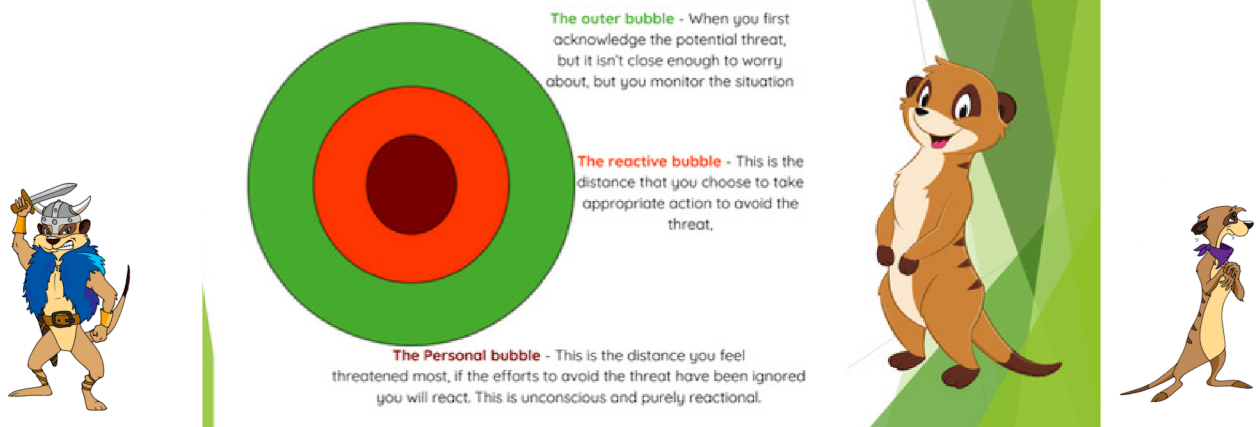 The outer bubble - When you first
acknowledge the potential threat,
but it isn't close enough to worry
about, but you monitor the situation
The reactive bubble - This is the
distance that you choose to take
appropriate action to avoid the
threat,
The Personal bubble - This is the distance you feel
threatened most, if the efforts to avoid the threat have been ignored
you will react. This is unconscious and purely reactional.